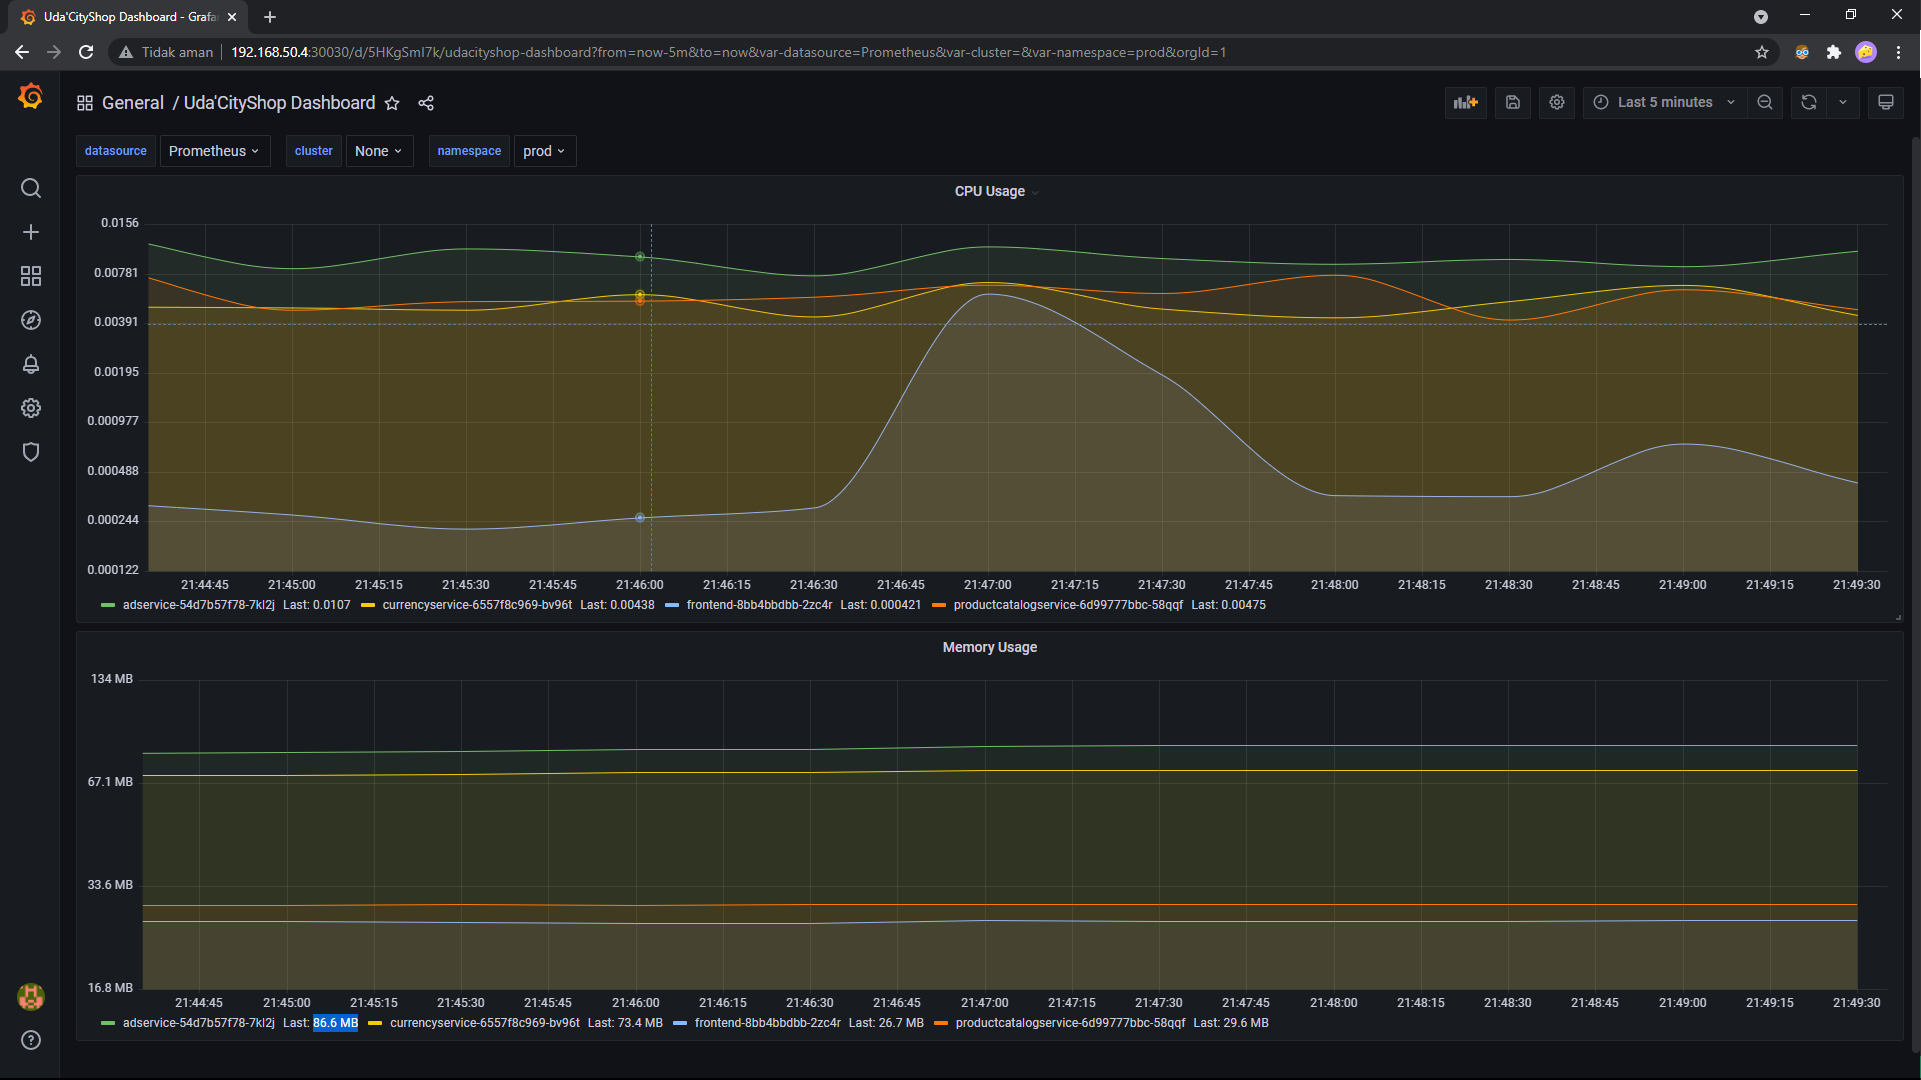 Uda'CityShop Dashboard - Grafa
Tidak aman 192.168.50.4:30030/d/5HKgSmI7k/udacityshop-dashboard?from=now-5m&to=now&var-datasource=Prometheus&var-cluster=&var-namespace=prod&orgId=1
General / Uda'CityShop Dashboard
Last 5 minutes
datasource Prometheus cluster None namespace prod
CPU Usage
0.0156
0.00781
0.00391
0.00195
0.000977
0.000488
0.000244
0.000122
21:44:45 21:45:00 21:45:15 21:45:30 21:45:45 21:46:00 21:46:15 21:46:30 21:46:45 21:47:00 21:47:15 21:47:30 21:47:45 21:48:00 21:48:15 21:48:30 21:48:45 21:49:00 21:49:15 21:49:30
adservice-54d7b57f78-7kl2j Last: 0.0107 currencyservice-6557f8c969-bv96t Last: 0.00438 frontend-8bb4bbdbb-2zc4r Last: 0.000421 productcatalogservice-6d99777bbc-58qqf Last: 0.00475
Memory Usage
134 MB
67.1 MB
33.6 MB
16.8 MB
21:44:45 21:45:00 21:45:15 21:45:30 21:45:45 21:46:00 21:46:15 21:46:30 21:46:45 21:47:00 21:47:15 21:47:30 21:47:45 21:48:00 21:48:15 21:48:30 21:48:45 21:49:00 21:49:15 21:49:30
adservice-54d7b57f78-7kl2j Last: 86.6 MB currencyservice-6557f8c969-bv96t Last: 73.4 MB frontend-8bb4bbdbb-2zc4r Last: 26.7 MB productcatalogservice-6d99777bbc-58qqf Last: 29.6 MB